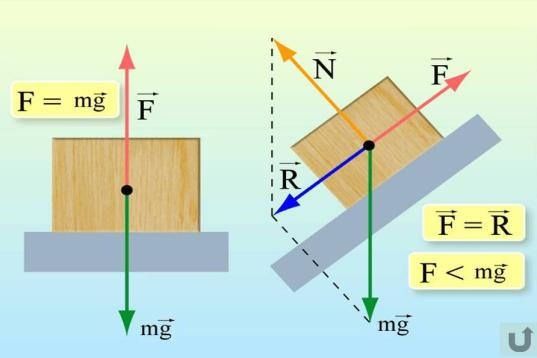 F = mg⃗
F⃗
mg⃗
N⃗
F⃗
R⃗
F⃗ = R⃗
F < mg⃗
mg⃗